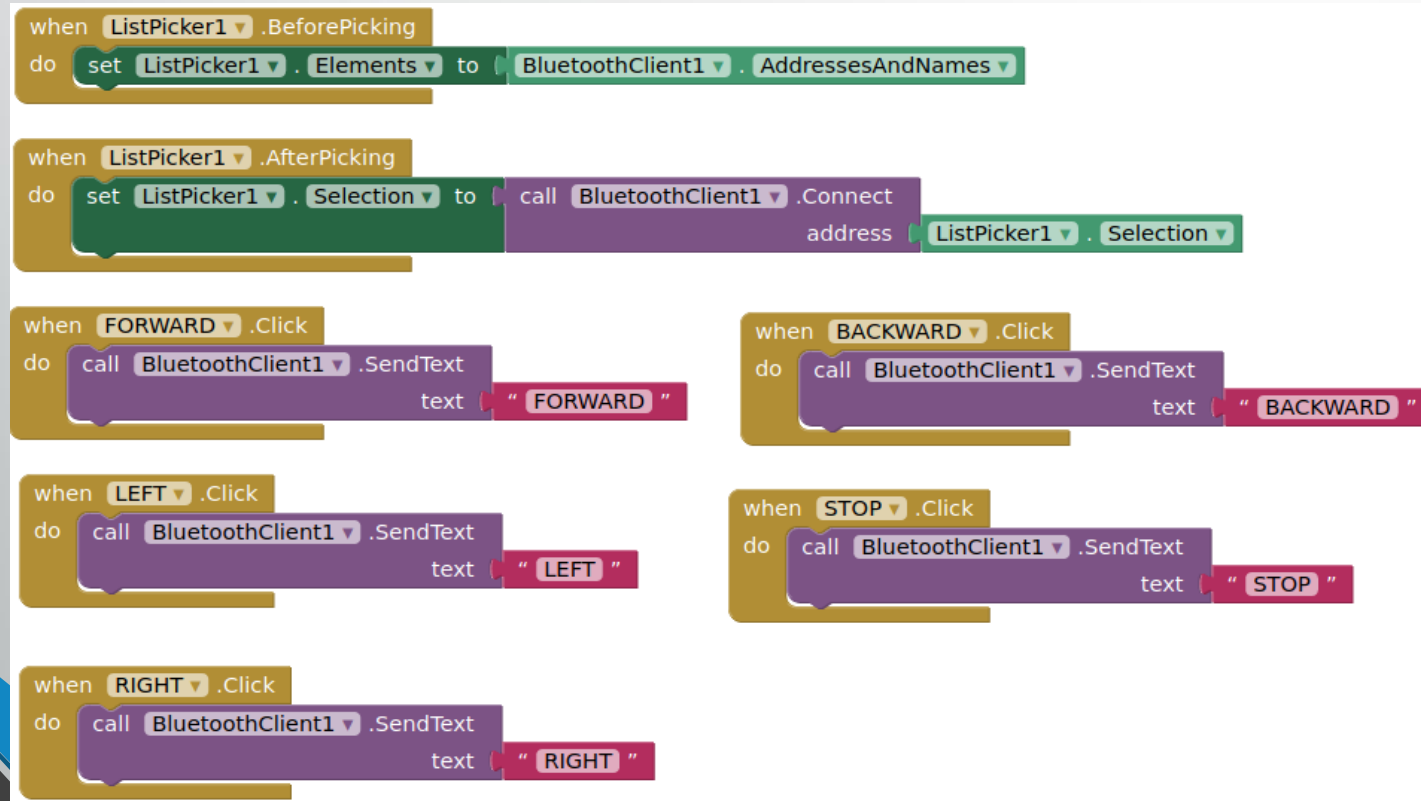 when ListPicker1 .BeforePicking
do set ListPicker1 . Elements to BluetoothClient1 . AddressesAndNames
when ListPicker1 .AfterPicking
do set ListPicker1 . Selection to call BluetoothClient1 .Connect
address ListPicker1 . Selection
when FORWARD .Click
do call BluetoothClient1 .SendText
text “ FORWARD ”
when BACKWARD .Click
do call BluetoothClient1 .SendText
text “ BACKWARD ”
when LEFT .Click
do call BluetoothClient1 .SendText
text “ LEFT ”
when STOP .Click
do call BluetoothClient1 .SendText
text “ STOP ”
when RIGHT .Click
do call BluetoothClient1 .SendText
text “ RIGHT ”